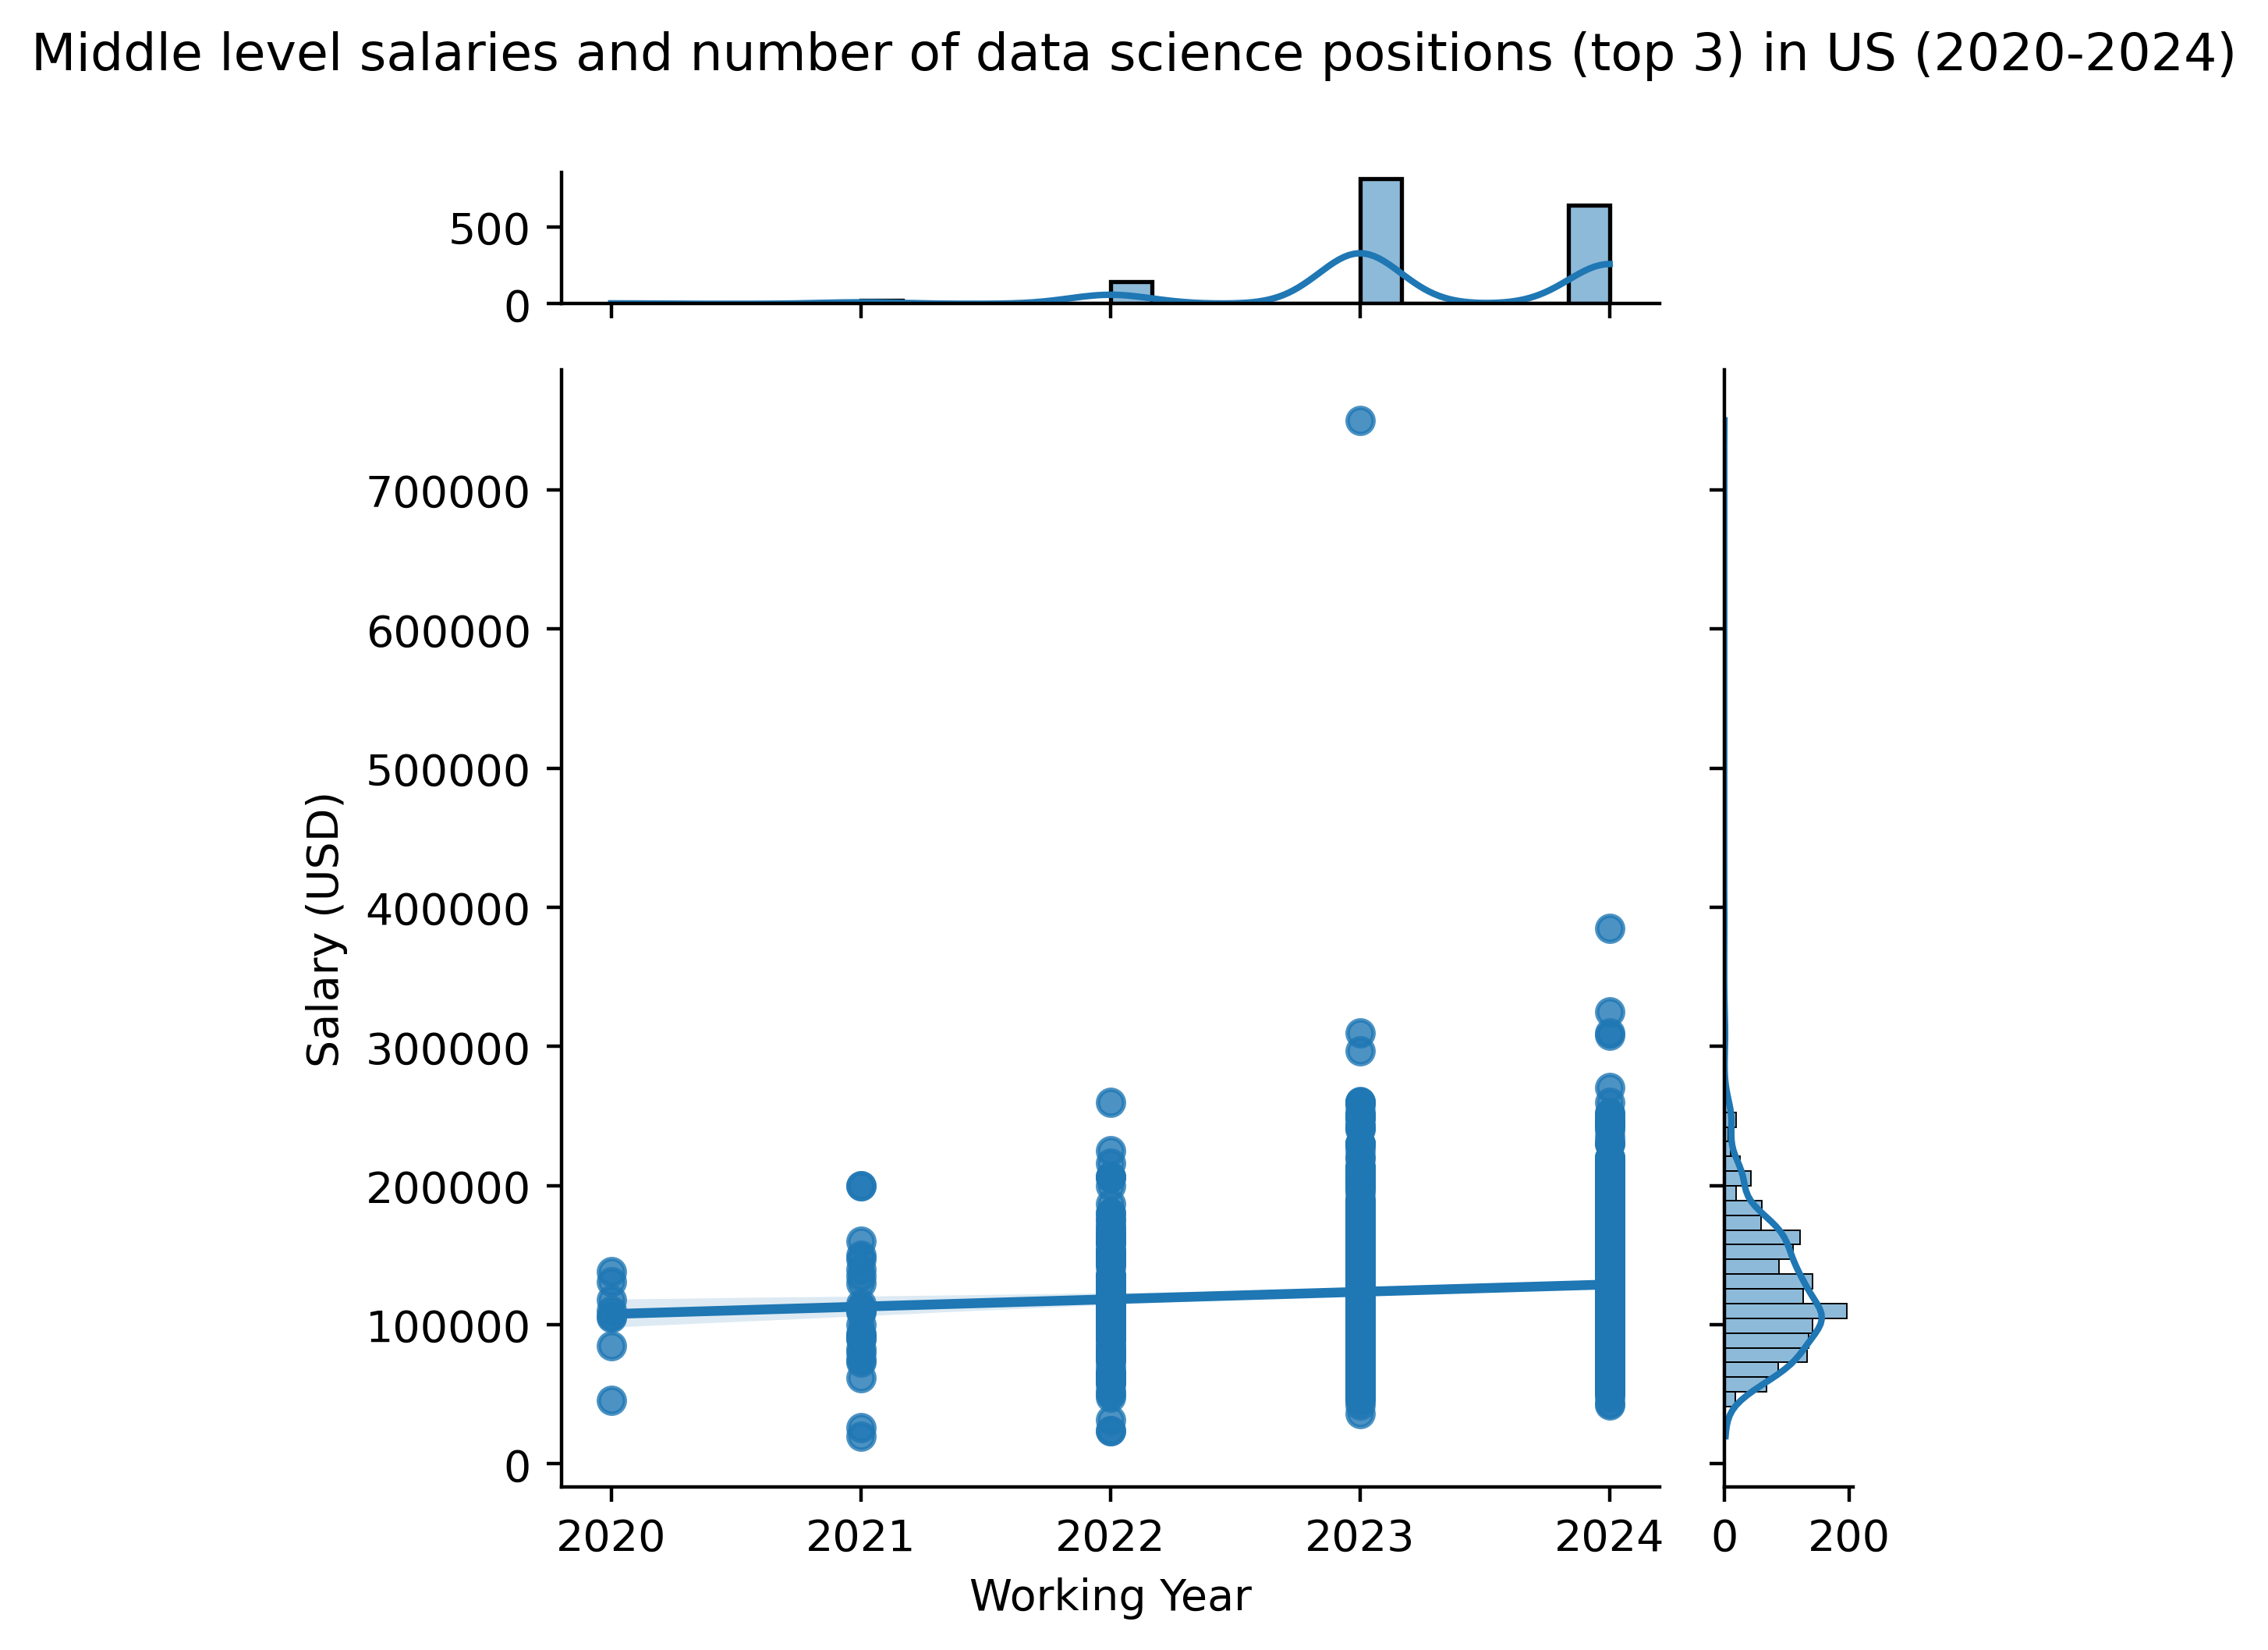 Middle level salaries and number of data science positions (top 3) in US (2020-2024)
500
0
700000
600000
500000
400000
300000
200000
100000
0
Salary (USD)
2020 2021 2022 2023 2024 0 200
Working Year